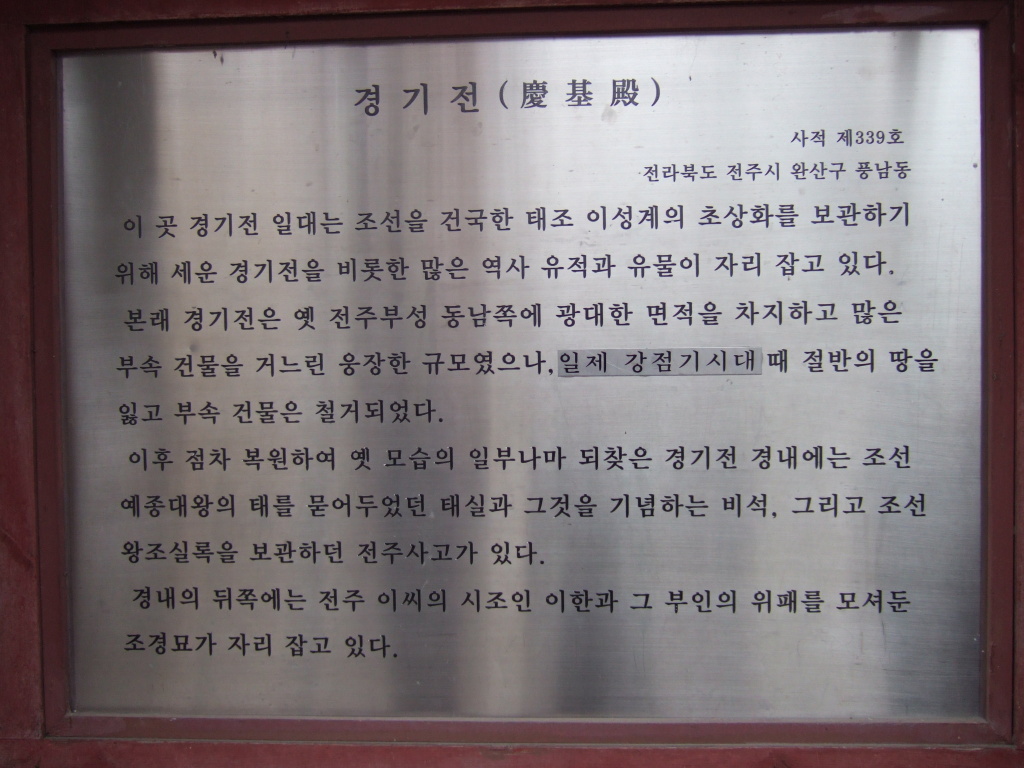 경기전(慶基殿)
사적 제339호
전라북도 전주시 완산구 풍남동
이 곳 경기전 일대는 조선을 건국한 태조 이성계의 초상화를 보관하기
위해 세운 경기전을 비롯한 많은 역사 유적과 유물이 자리 잡고 있다.
본래 경기전은 옛 전주부성 동남쪽에 광대한 면적을 차지하고 많은
부속 건물을 거느린 웅장한 규모였으나, 일제 강점기시대 때 절반의 땅을
잃고 부속 건물은 철거되었다.
이후 점차 복원하여 옛 모습의 일부나마 되찾은 경기전 경내에는 조선
예종대왕의 태를 묻어두었던 태실과 그것을 기념하는 비석, 그리고 조선
왕조실록을 보관하던 전주사고가 있다.
경내의 뒤쪽에는 전주 이씨의 시조인 이한과 그 부인의 위패를 모셔둔
조경묘가 자리 잡고 있다.